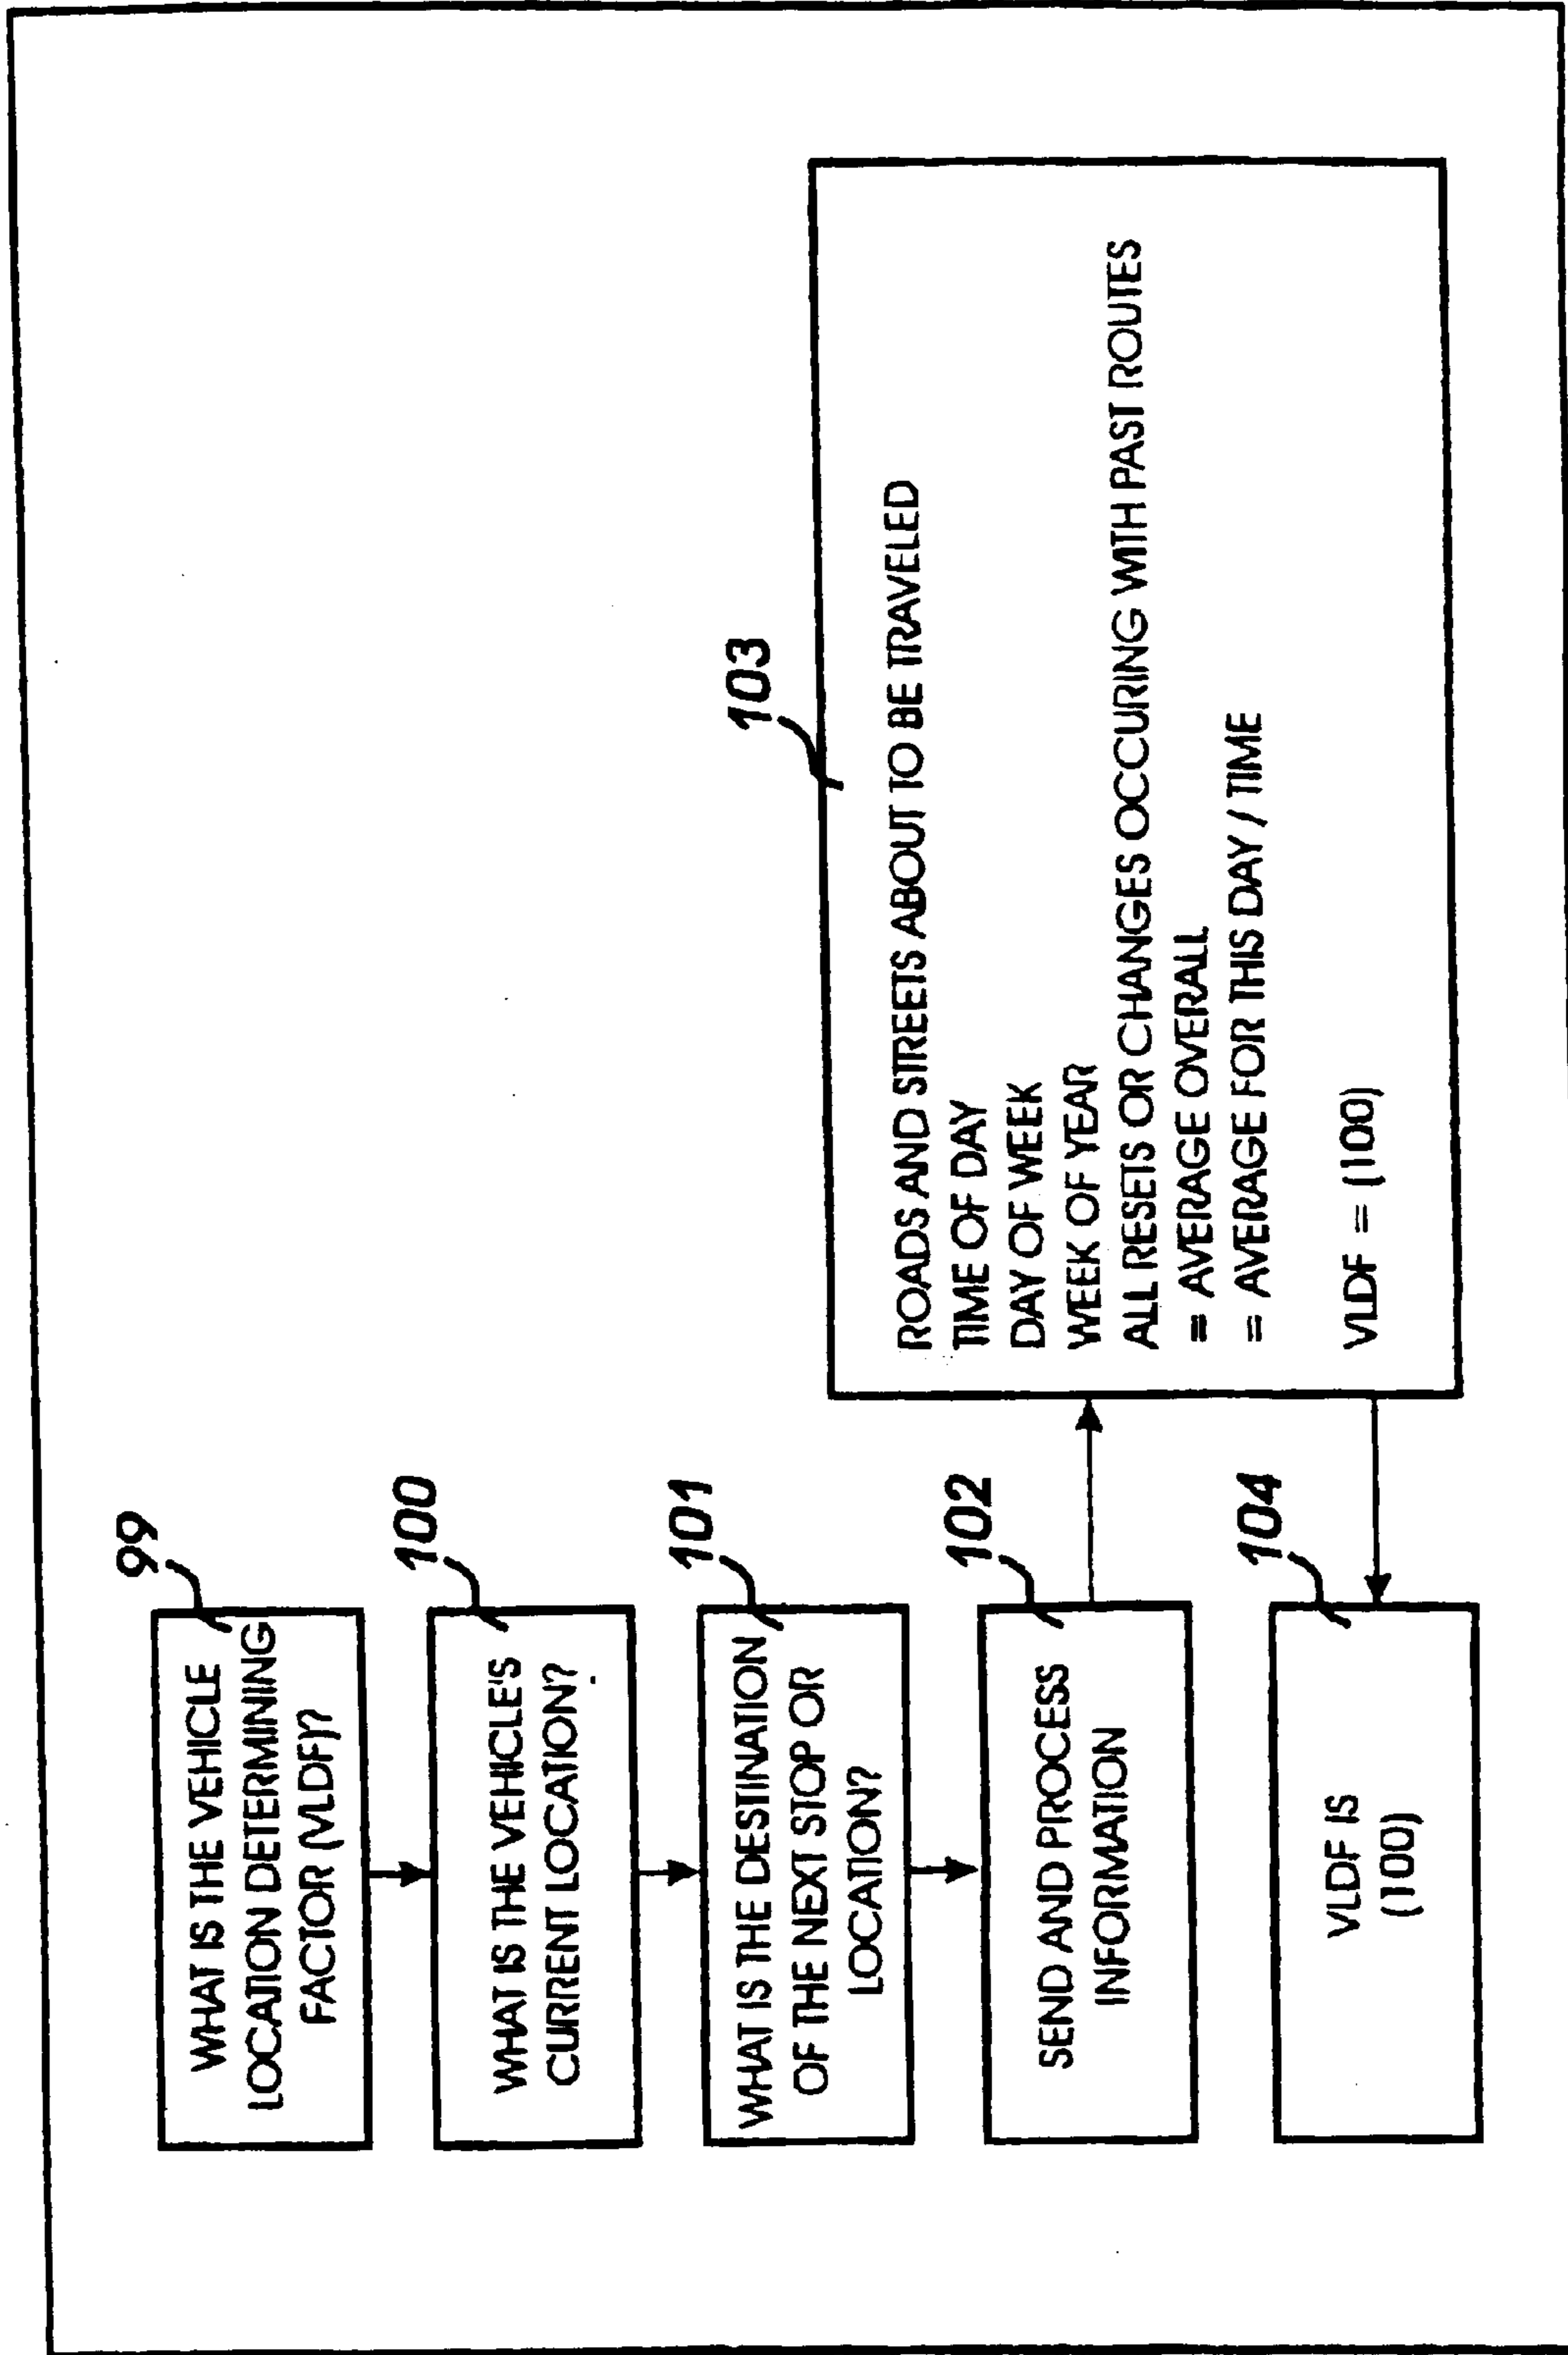 99
WHAT IS THE VEHICLE
LOCATION DETERMINING
FACTOR (VLDF)?
100
WHAT IS THE VEHICLE'S
CURRENT LOCATION?
101
WHAT IS THE DESTINATION
OF THE NEXT STOP OR
LOCATION?
102
SEND AND PROCESS
INFORMATION
103
ROADS AND STREETS ABOUT TO BE TRAVELED
TIME OF DAY
DAY OF WEEK
WEEK OF YEAR
ALL RESETS OR CHANGES OCCURING WITH PAST ROUTES
= AVERAGE OVERALL
= AVERAGE FOR THIS DAY / TIME
VLDF = (100)
104
VLDF IS
(100)